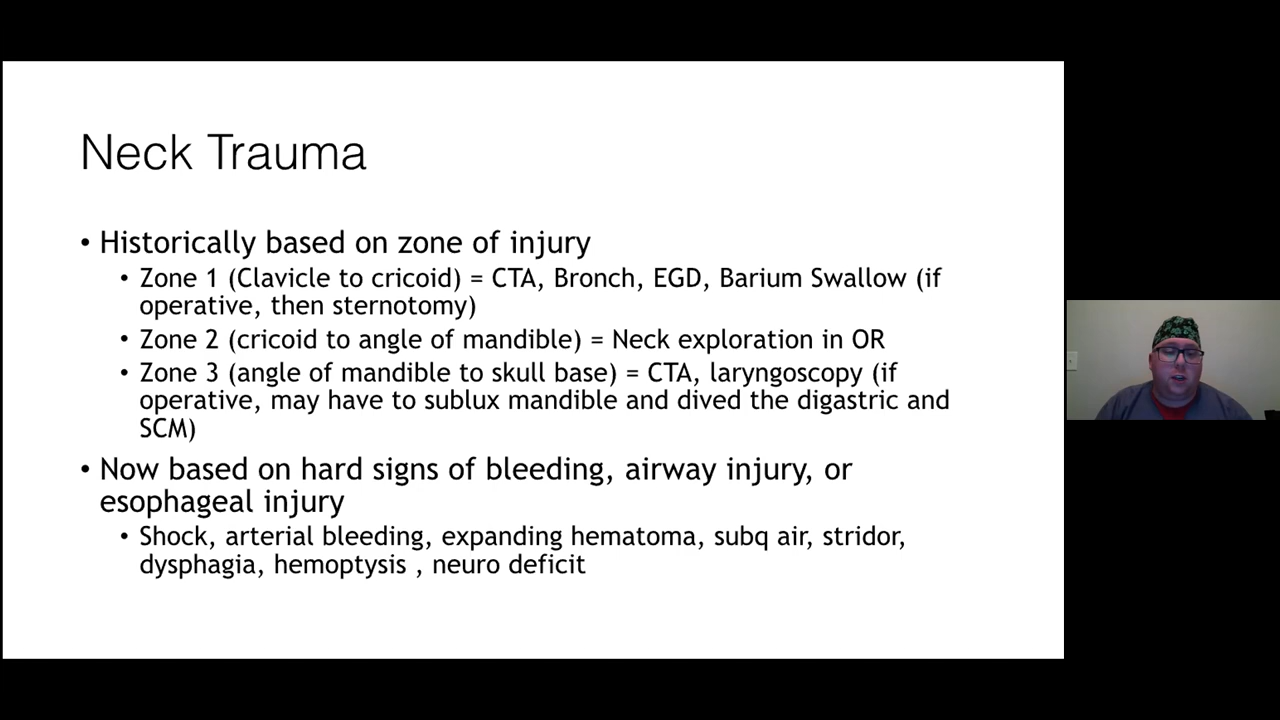 Neck Trauma
• Historically based on zone of injury
• Zone 1 (Clavicle to cricoid) = CTA, Bronch, EGD, Barium Swallow (if
operative, then sternotomy)
• Zone 2 (cricoid to angle of mandible) = Neck exploration in OR
• Zone 3 (angle of mandible to skull base) = CTA, laryngoscopy (if
operative, may have to sublux mandible and dived the digastric and
SCM)
• Now based on hard signs of bleeding, airway injury, or
esophageal injury
• Shock, arterial bleeding, expanding hematoma, subq air, stridor,
dysphagia, hemoptysis , neuro deficit